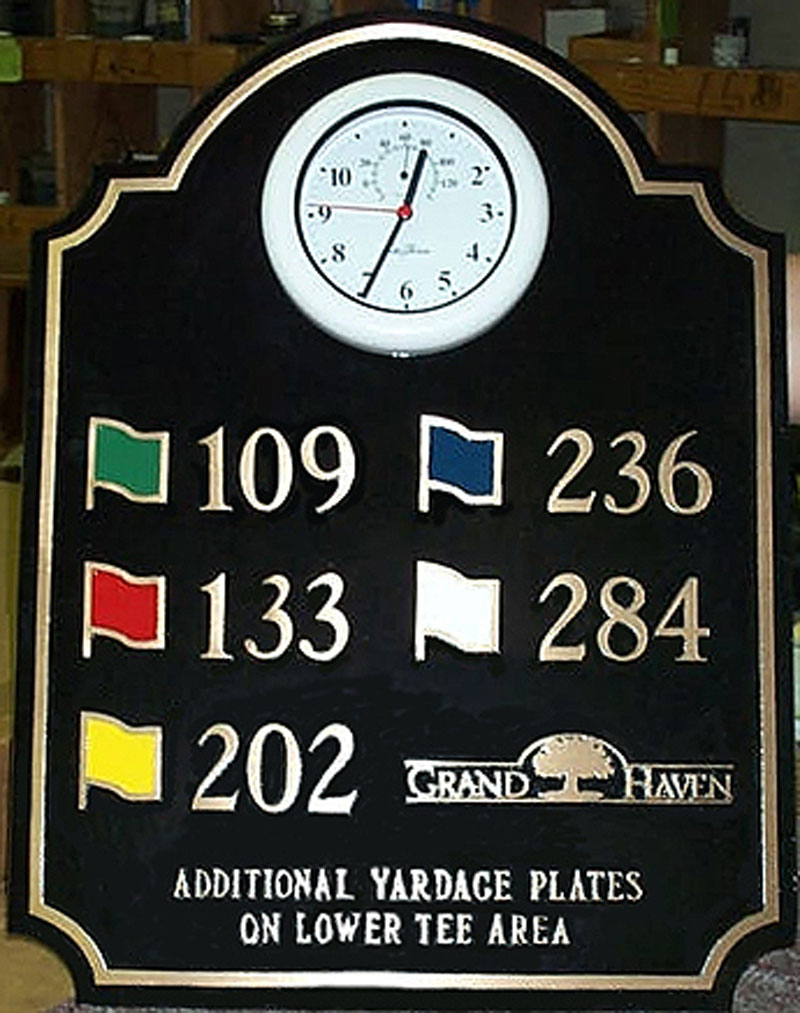 10 2
9 3
8 4
7 6 5
109 236
133 284
202 GRAND HAVEN
ADDITIONAL YARDAGE PLATES
ON LOWER TEE AREA